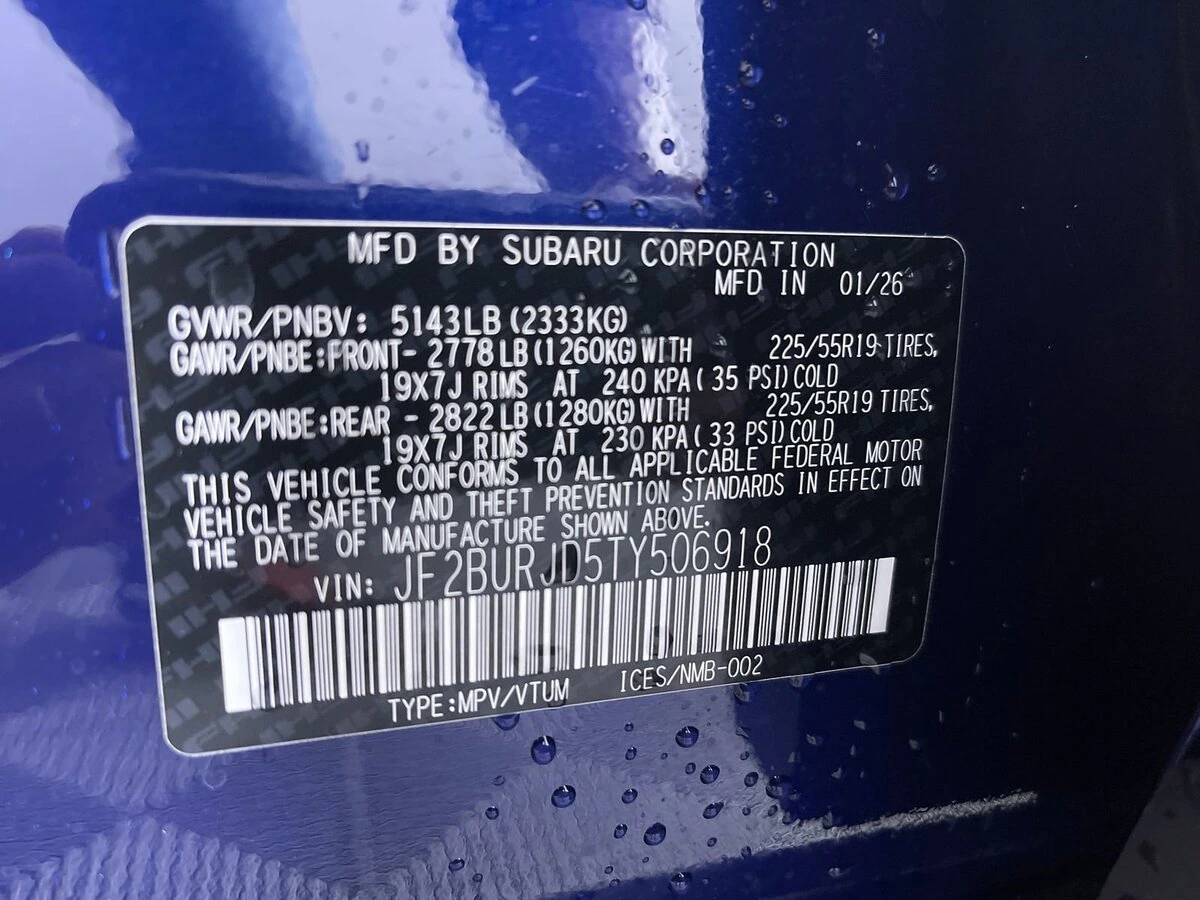 MFD BY SUBARU CORPORATION
MFD IN 01/26
GVWR/PNBV: 5143LB (2333KG)
GAWR/PNBE:FRONT- 2778 LB (1260KG) WITH 225/55R19 TIRES,
19X7J RIMS AT 240 KPA ( 35 PSI) COLD
GAWR/PNBE:REAR - 2822 LB (1280KG) WITH 225/55R19 TIRES,
19X7J RIMS AT 230 KPA ( 33 PSI) COLD
THIS VEHICLE CONFORMS TO ALL APPLICABLE FEDERAL MOTOR
VEHICLE SAFETY AND THEFT PREVENTION STANDARDS IN EFFECT ON
THE DATE OF MANUFACTURE SHOWN ABOVE.
VIN: JF2BURJD5TY506918
TYPE:MPV/VTUM ICES/NMB-002